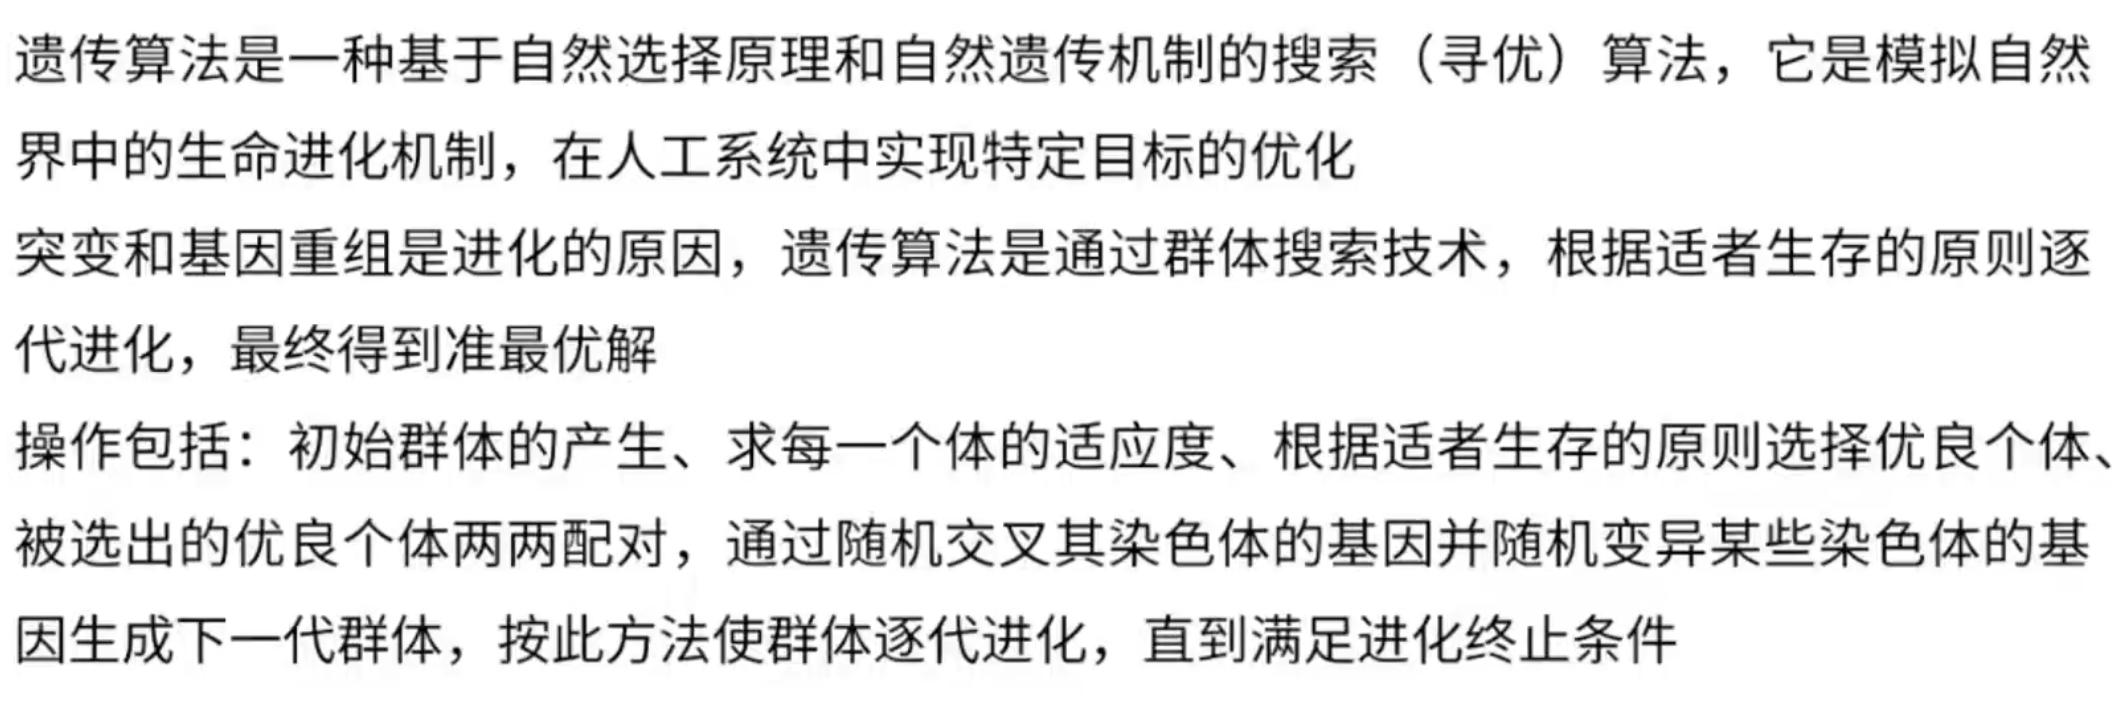 遗传算法是一种基于自然选择原理和自然遗传机制的搜索（寻优）算法，它是模拟自然
界中的生命进化机制，在人工系统中实现特定目标的优化
突变和基因重组是进化的原因，遗传算法是通过群体搜索技术，根据适者生存的原则逐
代进化，最终得到准最优解
操作包括：初始群体的产生、求每一个体的适应度、根据适者生存的原则选择优良个体、
被选出的优良个体两两配对，通过随机交叉其染色体的基因并随机变异某些染色体的基
因生成下一代群体，按此方法使群体逐代进化，直到满足进化终止条件